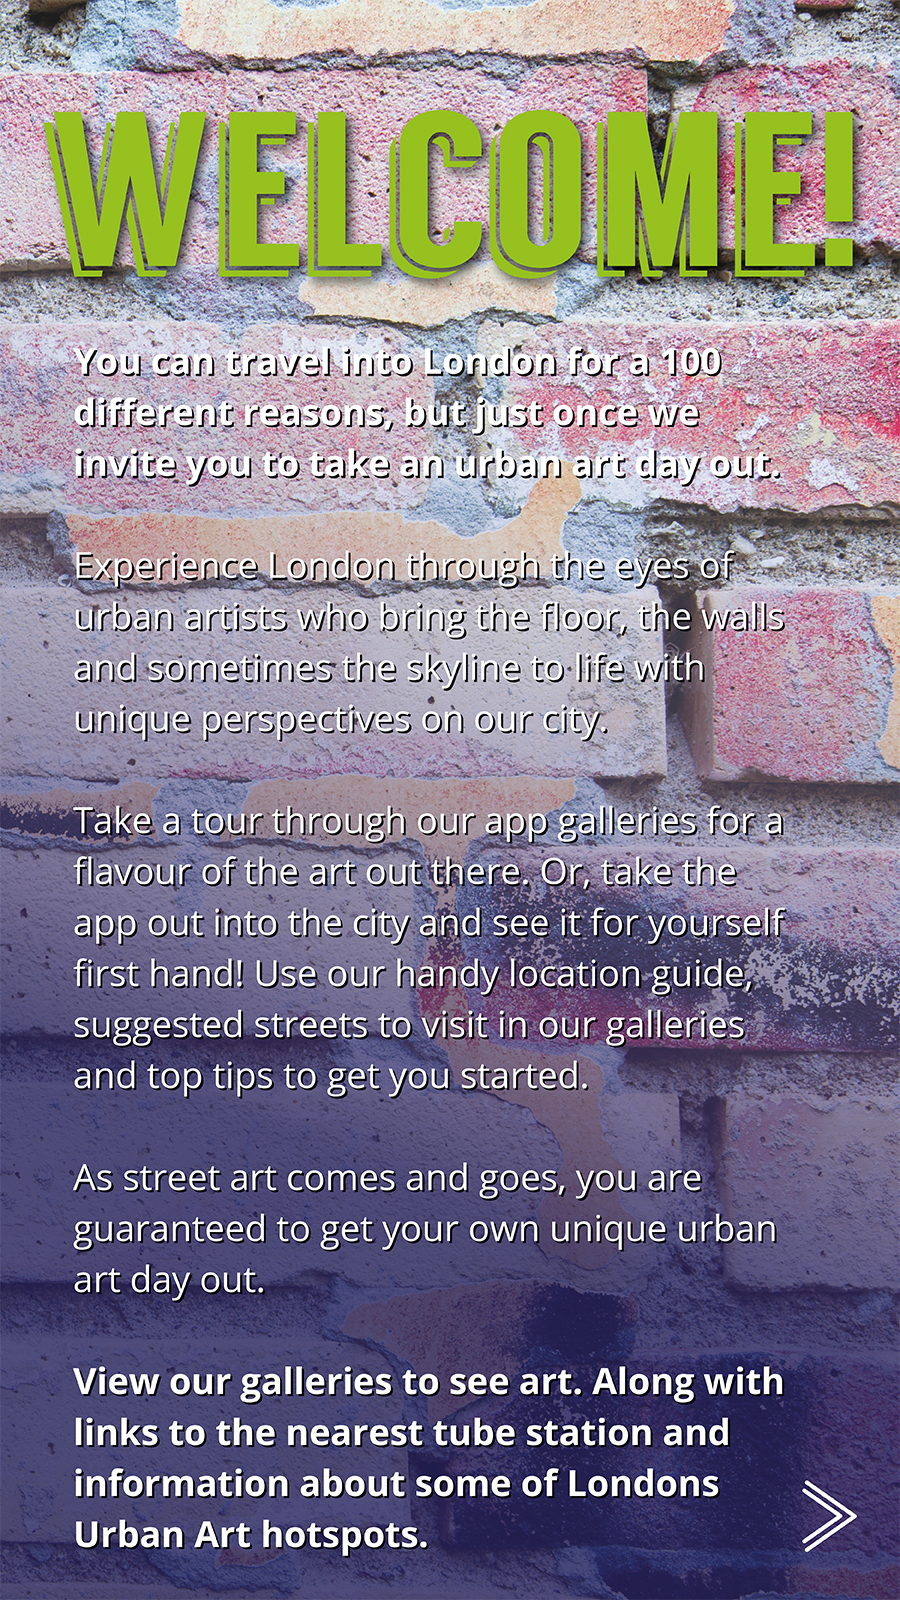 WELCOME!
You can travel into London for a 100
different reasons, but just once we
invite you to take an urban art day out.
Experience London through the eyes of
urban artists who bring the floor, the walls
and sometimes the skyline to life with
unique perspectives on our city.
Take a tour through our app galleries for a
flavour of the art out there. Or, take the
app out into the city and see it for yourself
first hand! Use our handy location guide,
suggested streets to visit in our galleries
and top tips to get you started.
As street art comes and goes, you are
guaranteed to get your own unique urban
art day out.
View our galleries to see art. Along with
links to the nearest tube station and
information about some of Londons
Urban Art hotspots.